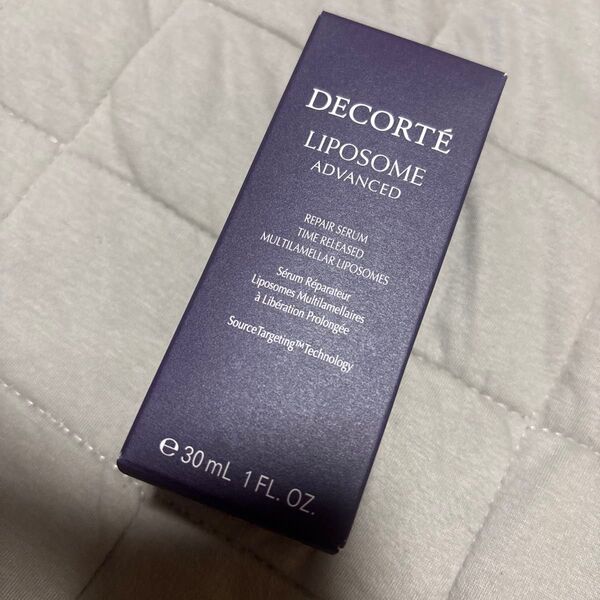 DECORTÉ
LIPOSOME
ADVANCED
REPAIR SERUM
TIME RELEASED
MULTILAMELLAR LIPOSOMES
Sérum Réparateur
Liposomes Multilamellaires
à Libération Prolongée
SourceTargeting™Technology
℮ 30 mL 1 FL. OZ.